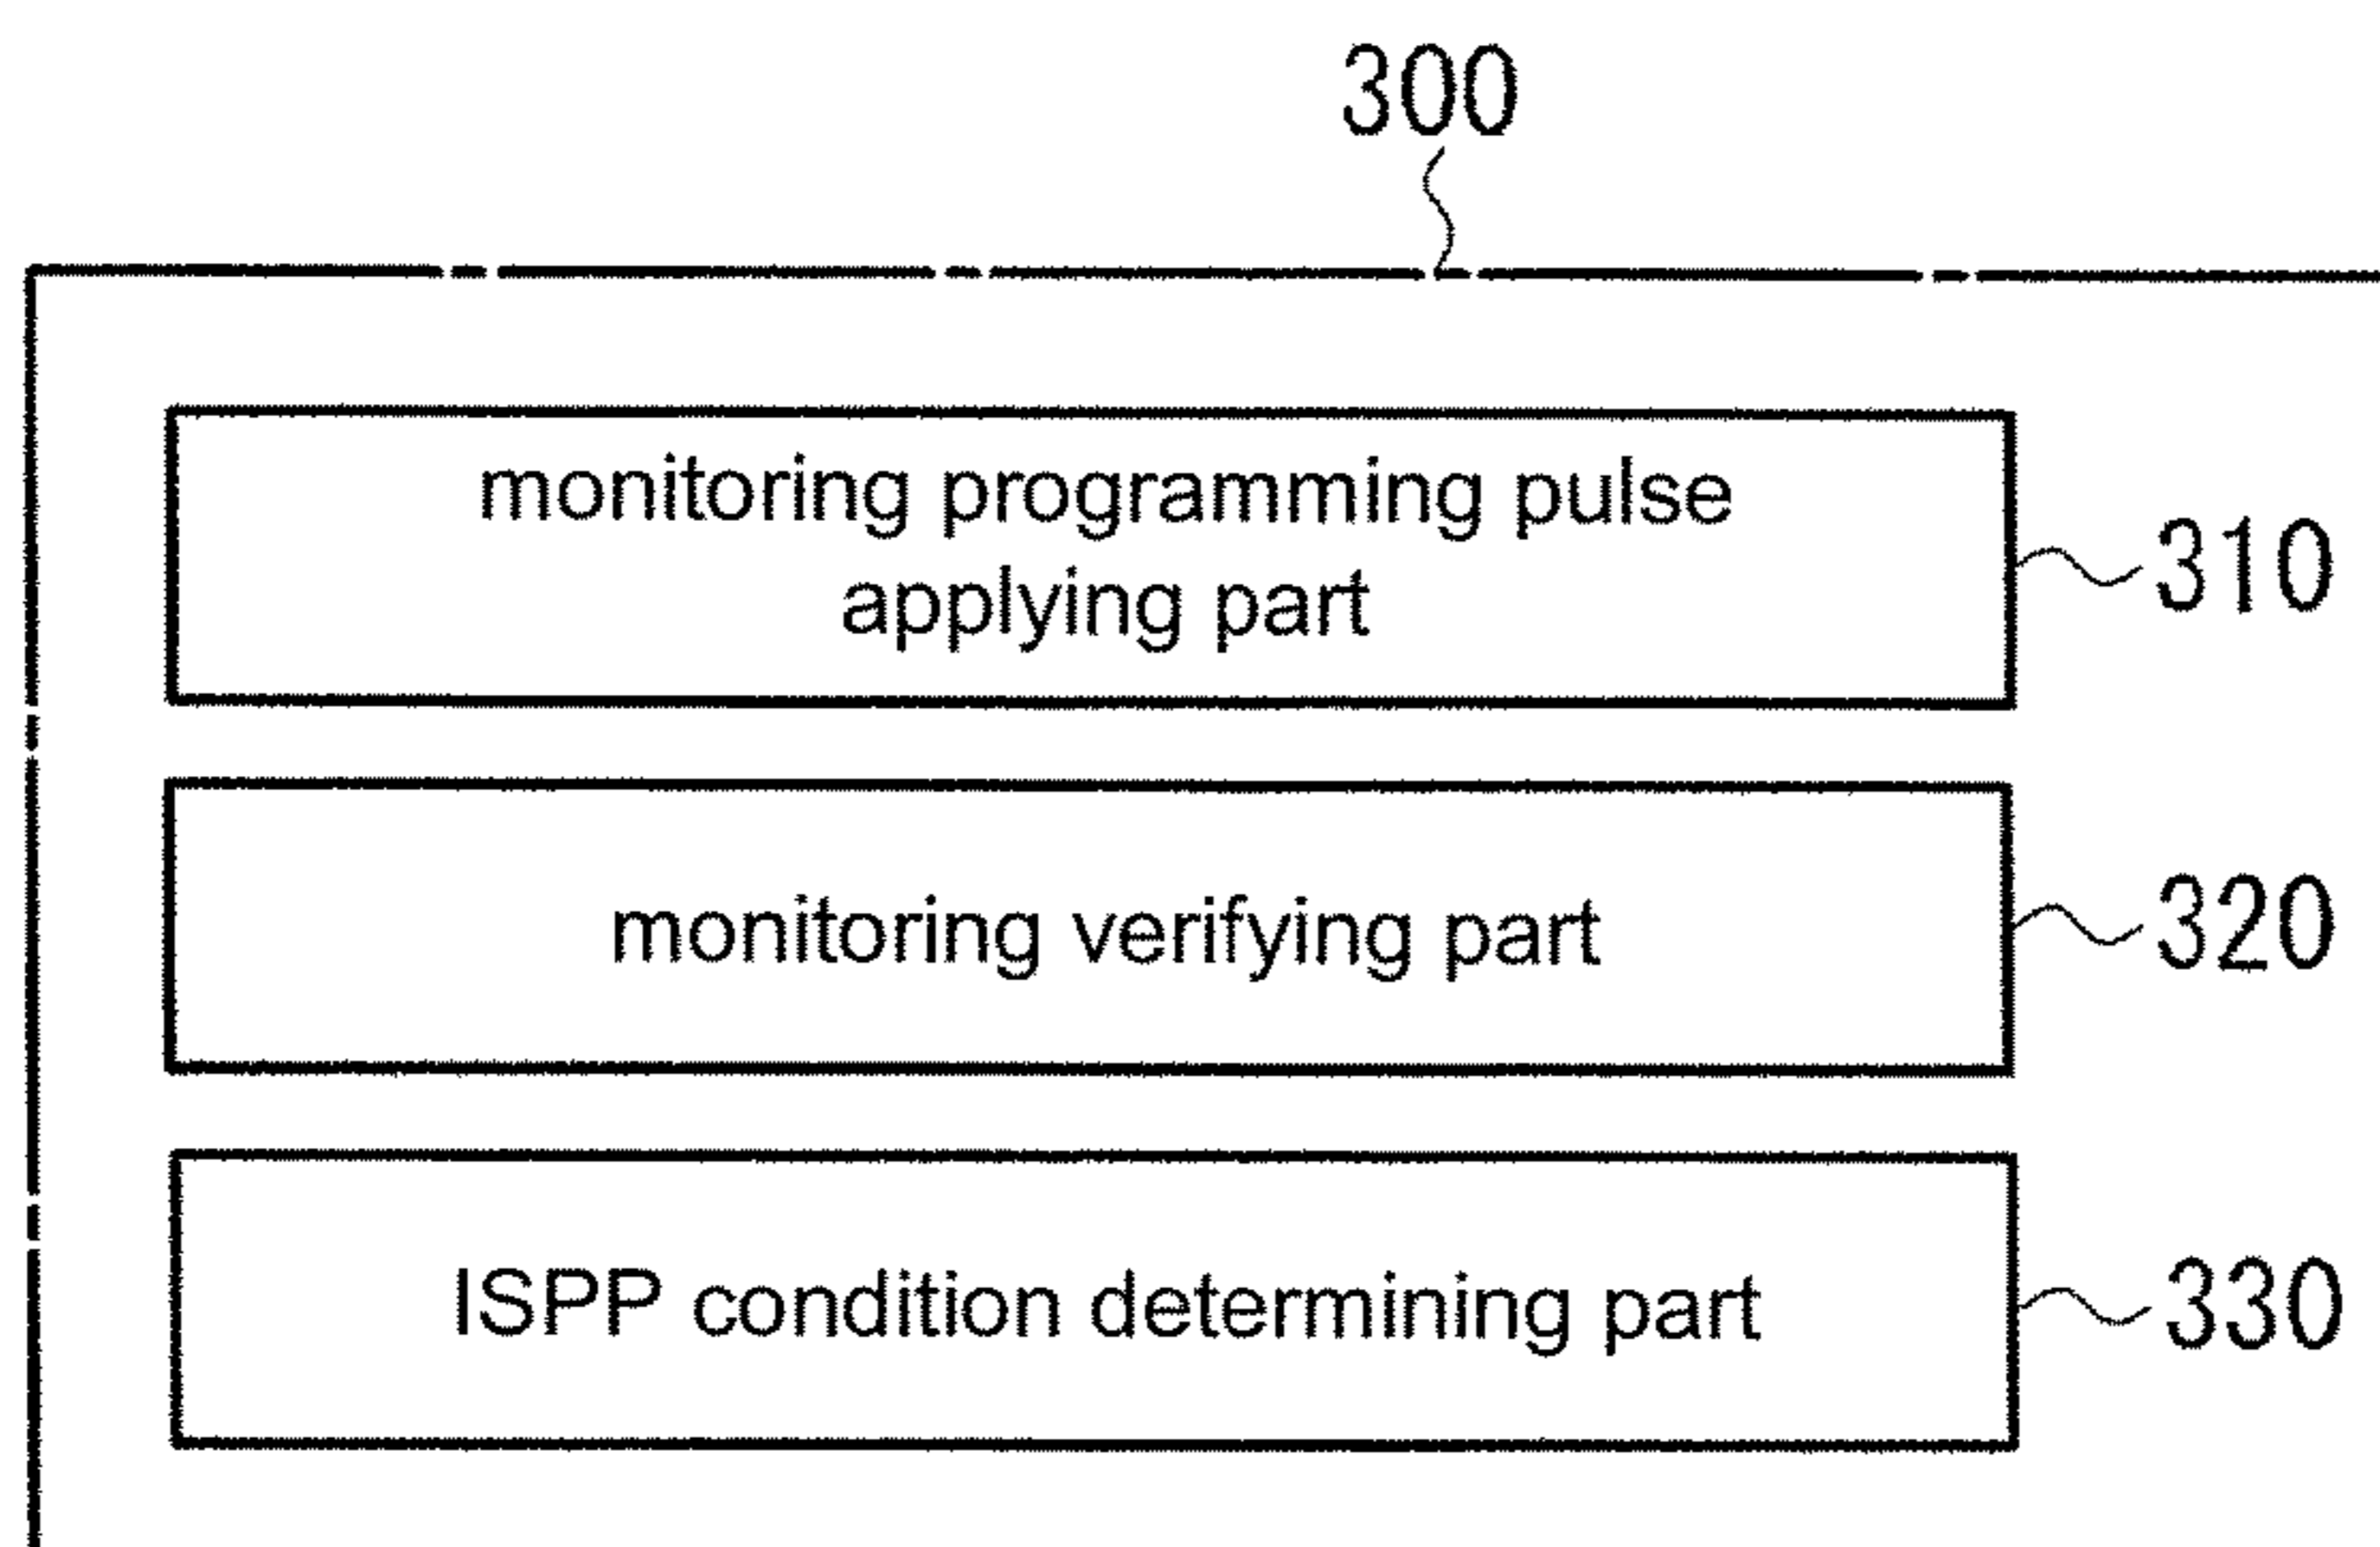 300
monitoring programming pulse
applying part
310
monitoring verifying part
320
ISPP condition determining part
330